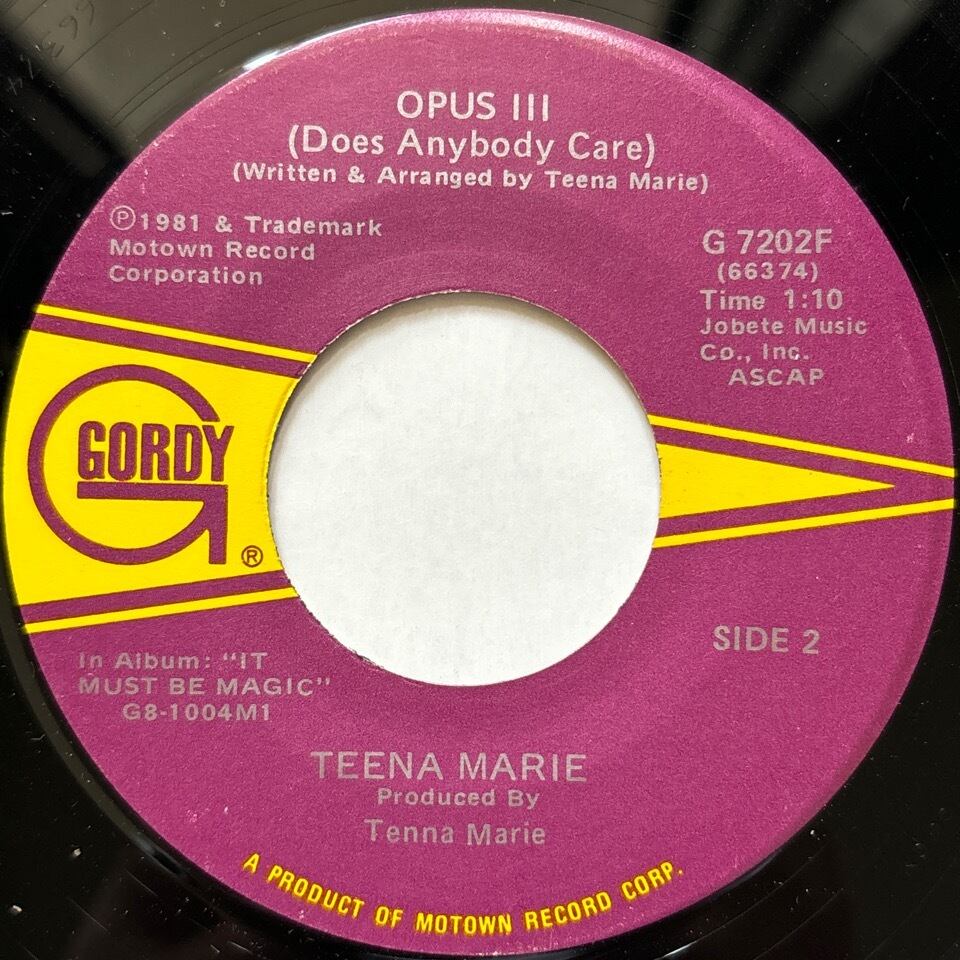 OPUS III
(Does Anybody Care)
(Written & Arranged by Teena Marie)
Ⓟ1981 & Trademark
Motown Record
Corporation
G 7202F
(66374)
Time 1:10
Jobete Music
Co., Inc.
ASCAP
GORDY
®
SIDE 2
In Album: "IT
MUST BE MAGIC"
G8-1004M1
TEENA MARIE
Produced By
Tenna Marie
A PRODUCT OF MOTOWN RECORD CORP.